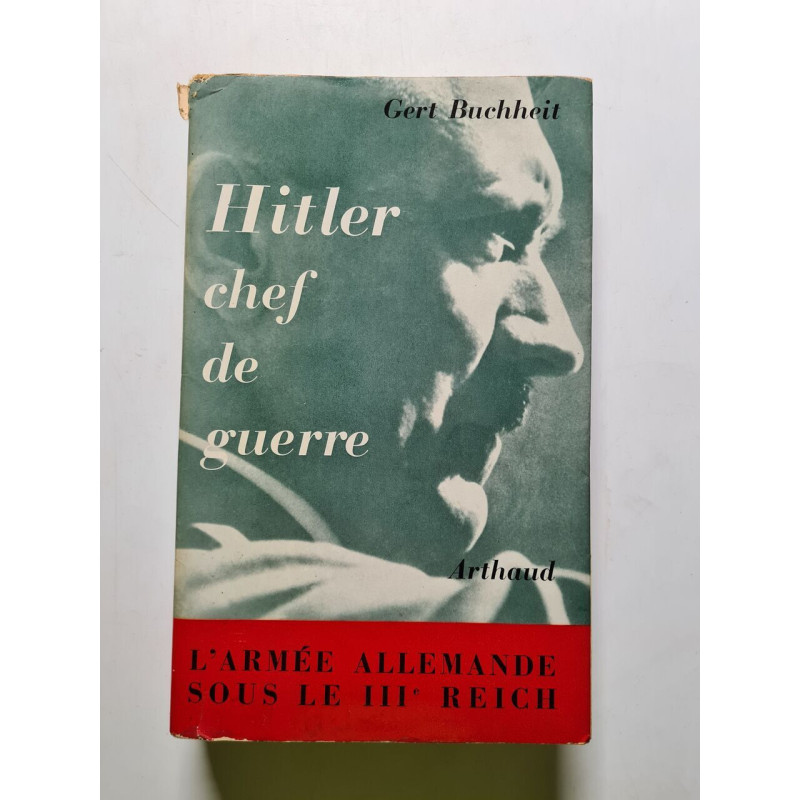 Gert Buchheit
Hitler
chef
de
guerre
Arthaud
L'ARMÉE ALLEMANDE
SOUS LE IIIe REICH